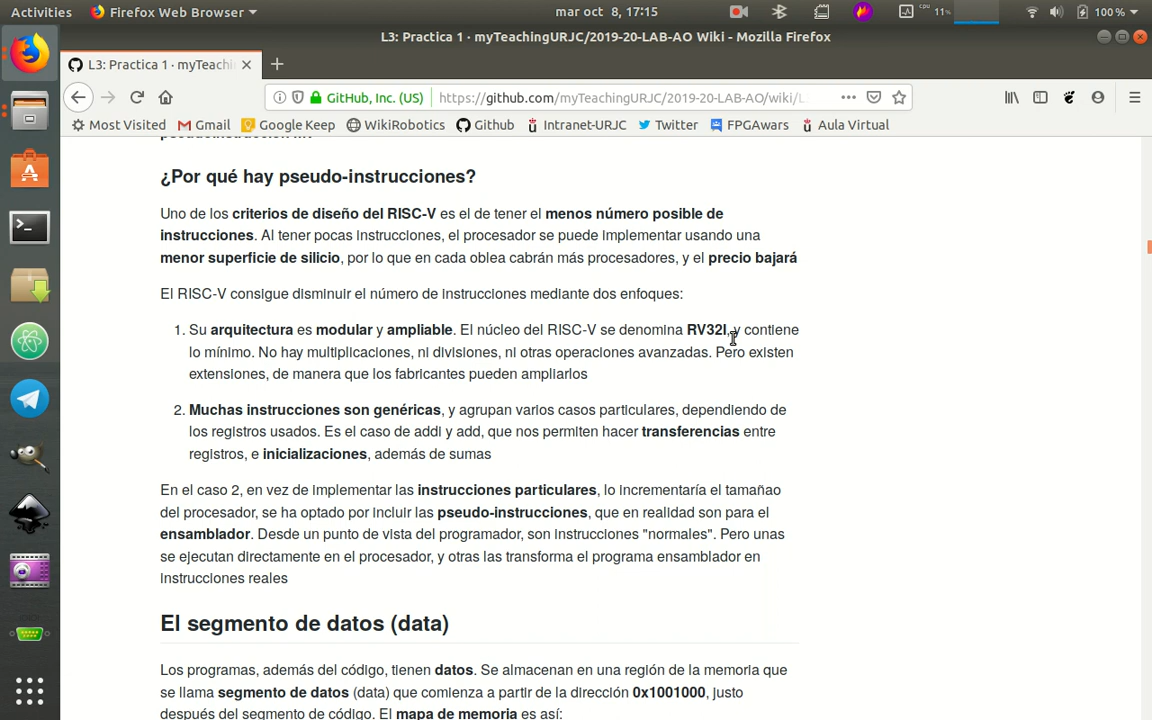 Activities Firefox Web Browser mar oct 8, 17:15 cpu 11% 100%
L3: Practica 1 · myTeachingURJC/2019-20-LAB-AO Wiki - Mozilla Firefox
L3: Practica 1 · myTeachi
GitHub, Inc. (US) https://github.com/myTeachingURJC/2019-20-LAB-AO/wiki/L
Most Visited Gmail Google Keep WikiRobotics Github Intranet-URJC Twitter FPGAwars Aula Virtual
¿Por qué hay pseudo-instrucciones?
Uno de los criterios de diseño del RISC-V es el de tener el menos número posible de
instrucciones. Al tener pocas instrucciones, el procesador se puede implementar usando una
menor superficie de silicio, por lo que en cada oblea cabrán más procesadores, y el precio bajará
El RISC-V consigue disminuir el número de instrucciones mediante dos enfoques:
1. Su arquitectura es modular y ampliable. El núcleo del RISC-V se denomina RV32I, y contiene
lo mínimo. No hay multiplicaciones, ni divisiones, ni otras operaciones avanzadas. Pero existen
extensiones, de manera que los fabricantes pueden ampliarlos
2. Muchas instrucciones son genéricas, y agrupan varios casos particulares, dependiendo de
los registros usados. Es el caso de addi y add, que nos permiten hacer transferencias entre
registros, e inicializaciones, además de sumas
En el caso 2, en vez de implementar las instrucciones particulares, lo incrementaría el tamañao
del procesador, se ha optado por incluir las pseudo-instrucciones, que en realidad son para el
ensamblador. Desde un punto de vista del programador, son instrucciones "normales". Pero unas
se ejecutan directamente en el procesador, y otras las transforma el programa ensamblador en
instrucciones reales
El segmento de datos (data)
Los programas, además del código, tienen datos. Se almacenan en una región de la memoria que
se llama segmento de datos (data) que comienza a partir de la dirección 0x1001000, justo
después del segmento de código. El mapa de memoria es así: